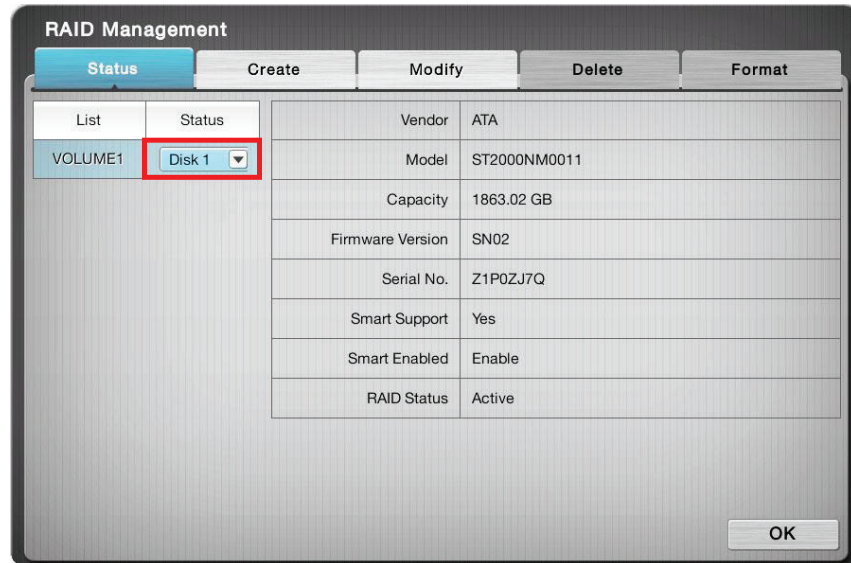 RAID Management
Status Create Modify Delete Format
List Status
VOLUME1 Disk 1
Vendor ATA
Model ST2000NM0011
Capacity 1863.02 GB
Firmware Version SN02
Serial No. Z1P0ZJ7Q
Smart Support Yes
Smart Enabled Enable
RAID Status Active
OK